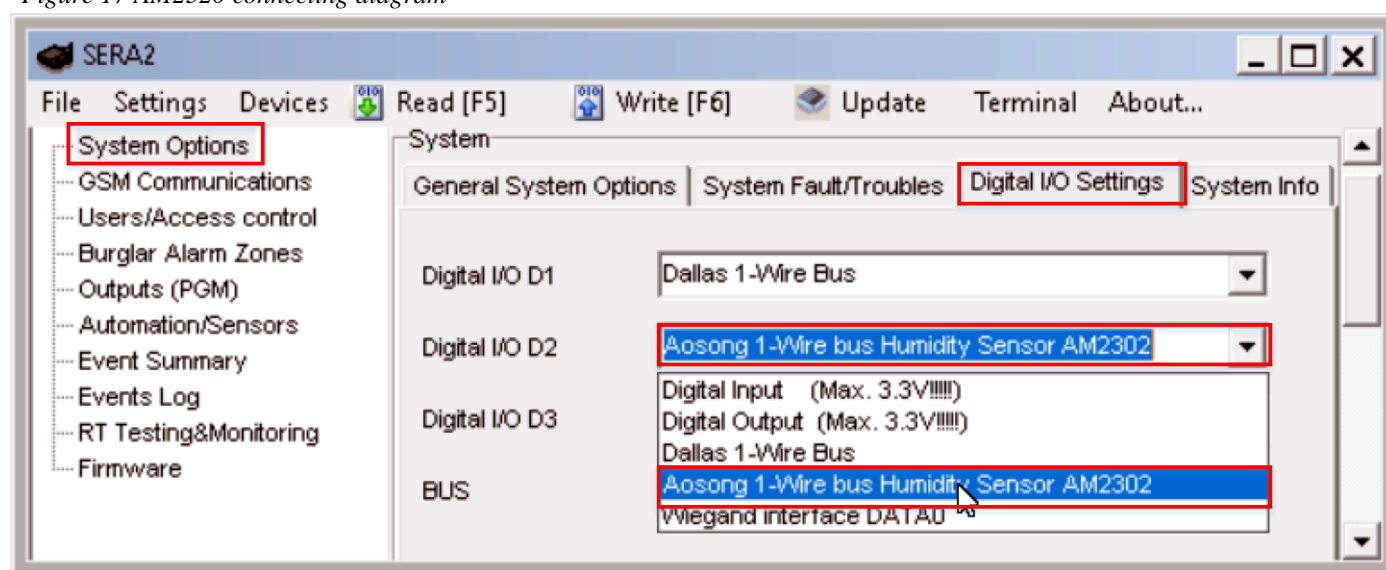 Figure 17 AM2320 connecting diagram
SERA2
File Settings Devices Read [F5] Write [F6] Update Terminal About...
System Options
GSM Communications
Users/Access control
Burglar Alarm Zones
Outputs (PGM)
Automation/Sensors
Event Summary
Events Log
RT Testing&Monitoring
Firmware
System
General System Options System Fault/Troubles Digital I/O Settings System Info
Digital I/O D1 Dallas 1-Wire Bus
Digital I/O D2 Aosong 1-Wire bus Humidity Sensor AM2302
Digital Input (Max. 3.3V!!!!!)
Digital I/O D3 Digital Output (Max. 3.3V!!!!!)
Dallas 1-Wire Bus
BUS Aosong 1-Wire bus Humidity Sensor AM2302
Wiegand interface DATA0